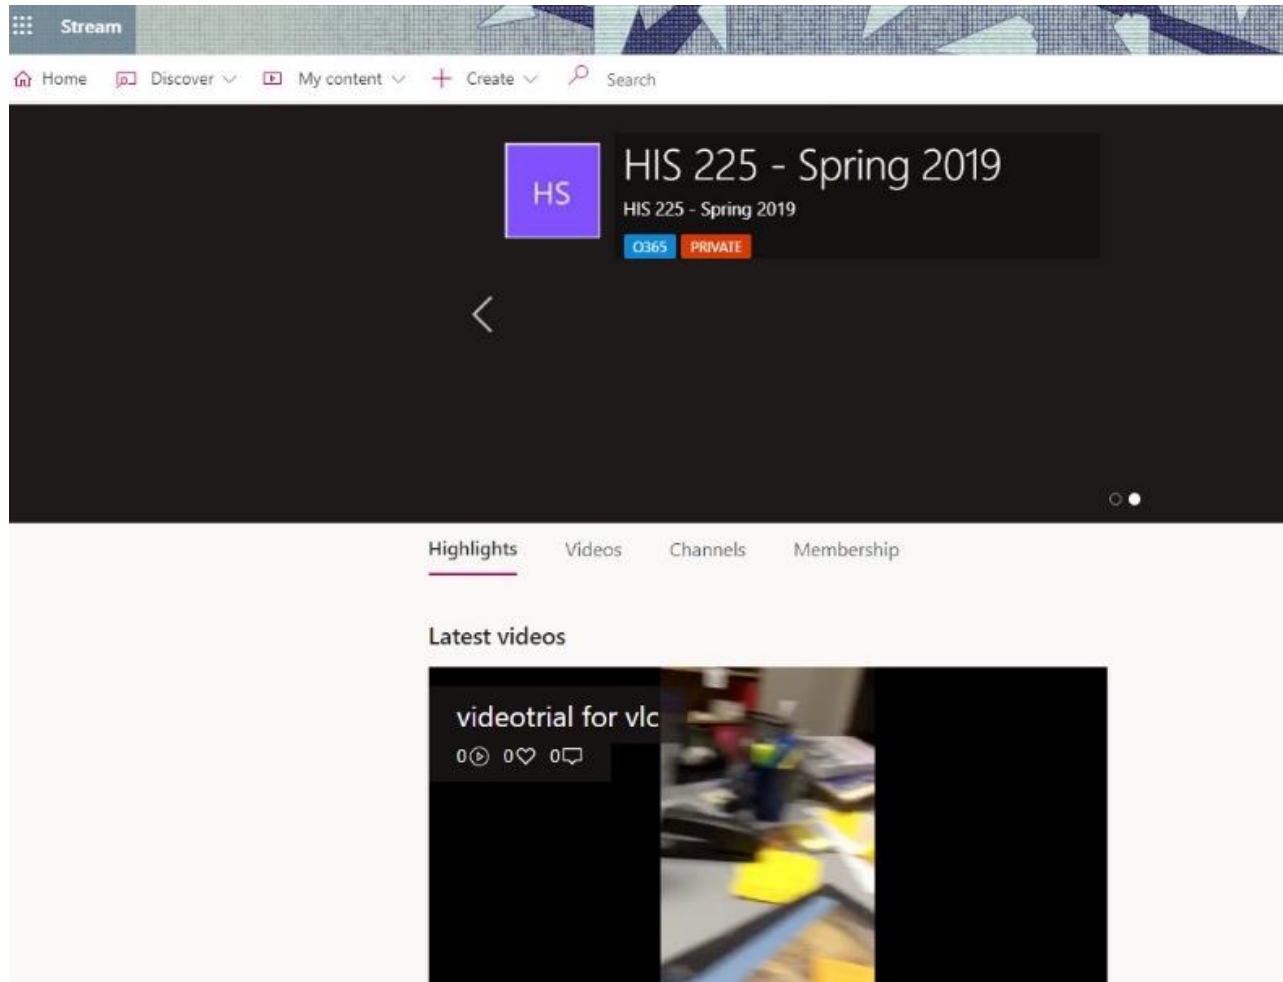 Stream
Home Discover My content Create Search
HS
HIS 225 - Spring 2019
HIS 225 - Spring 2019
O365 PRIVATE
Highlights Videos Channels Membership
Latest videos
videotrial for vlc
0 0 0